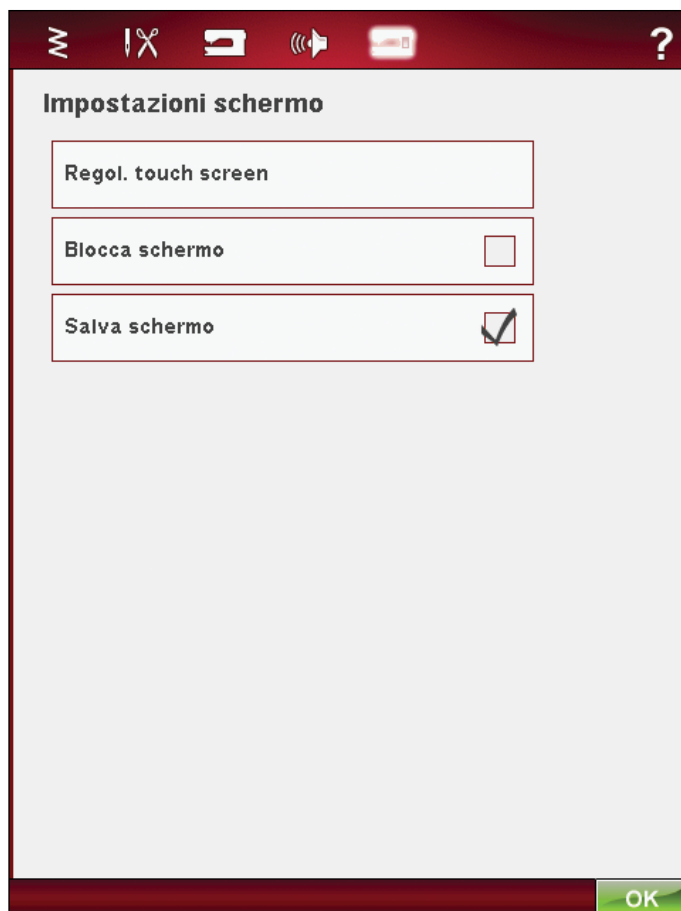 ?
Impostazioni schermo
Regol. touch screen
Blocca schermo
Salva schermo
OK